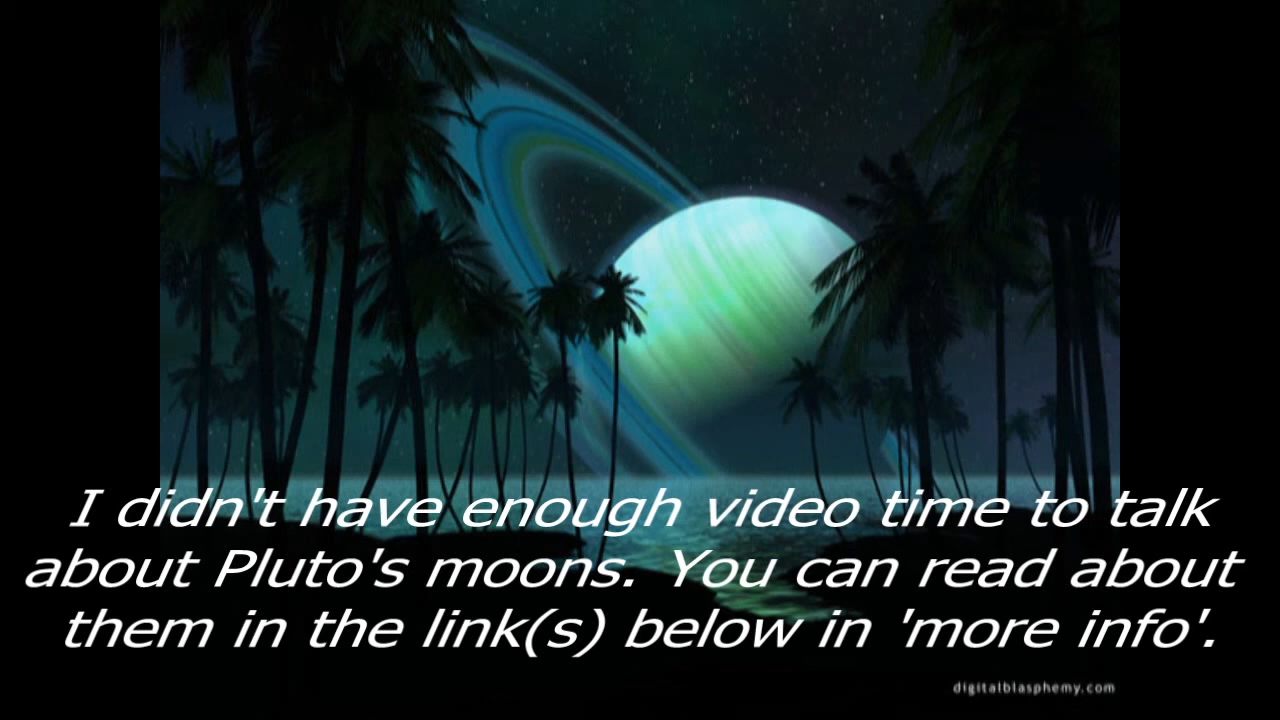 I didn't have enough video time to talk
about Pluto's moons. You can read about
them in the link(s) below in 'more info'.
digitalblasphemy.com